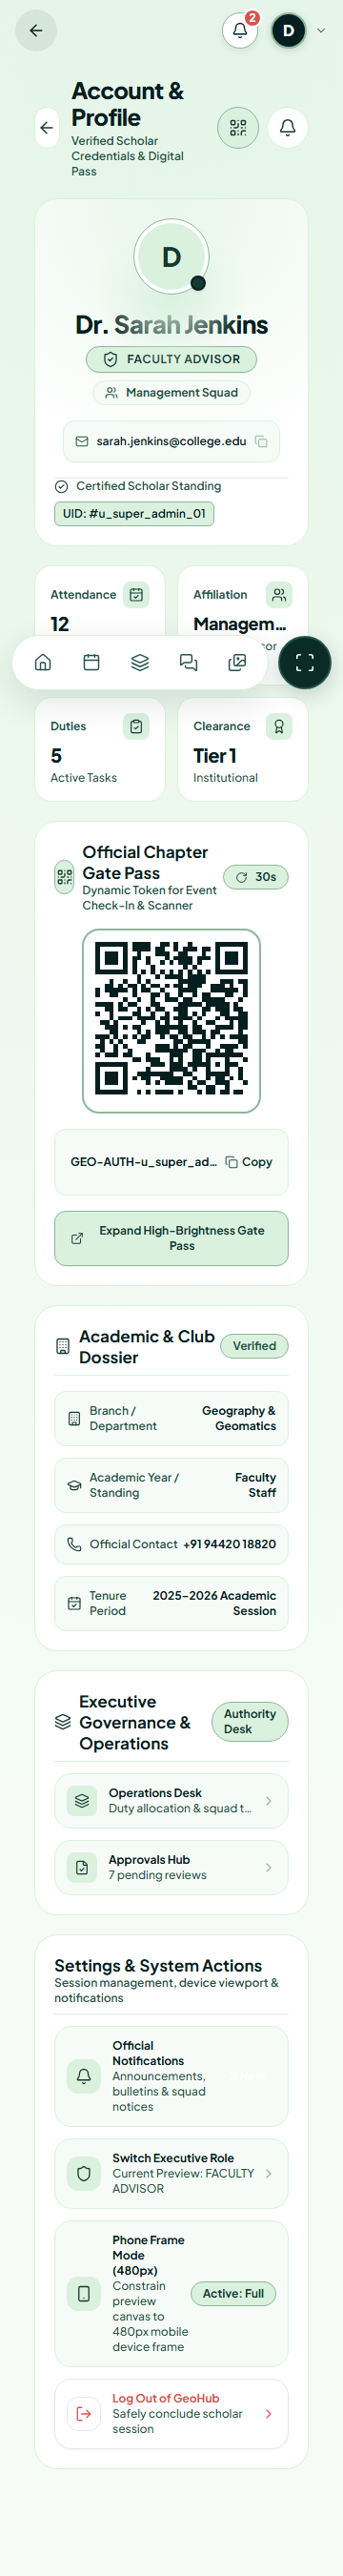 2
D
Account &
Profile
Verified Scholar
Credentials & Digital
Pass
D
Dr. Sarah Jenkins
FACULTY ADVISOR
Management Squad
sarah.jenkins@college.edu
Certified Scholar Standing
UID: #u_super_admin_01
Attendance
12
Affiliation
Managem...
Duties
5
Active Tasks
Clearance
Tier 1
Institutional
Official Chapter
Gate Pass
Dynamic Token for Event
Check-In & Scanner
30s
GEO-AUTH-u_super_ad...
Copy
Expand High-Brightness Gate
Pass
Academic & Club
Dossier
Verified
Branch /
Department
Geography &
Geomatics
Academic Year /
Standing
Faculty
Staff
Official Contact
+91 94420 18820
Tenure
Period
2025–2026 Academic
Session
Executive
Governance &
Operations
Authority
Desk
Operations Desk
Duty allocation & squad t...
Approvals Hub
7 pending reviews
Settings & System Actions
Session management, device viewport &
notifications
Official
Notifications
Announcements,
bulletins & squad
notices
Switch Executive Role
Current Preview: FACULTY
ADVISOR
Phone Frame
Mode
(480px)
Constrain
preview
canvas to
480px mobile
device frame
Active: Full
Log Out of GeoHub
Safely conclude scholar
session